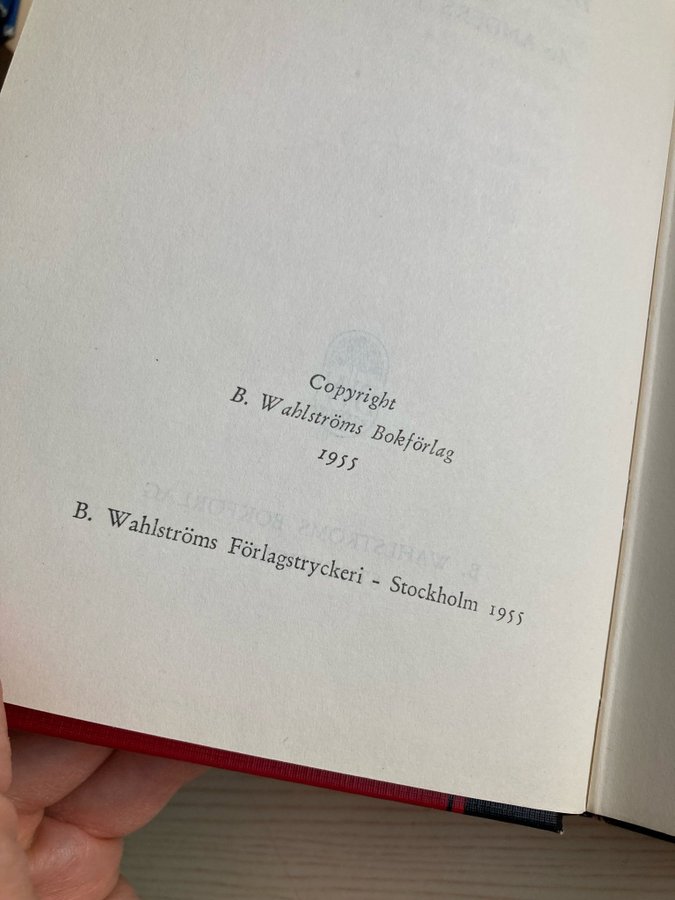 Copyright
B. Wahlströms Bokförlag
1955
B. Wahlströms Förlagstryckeri - Stockholm 1955